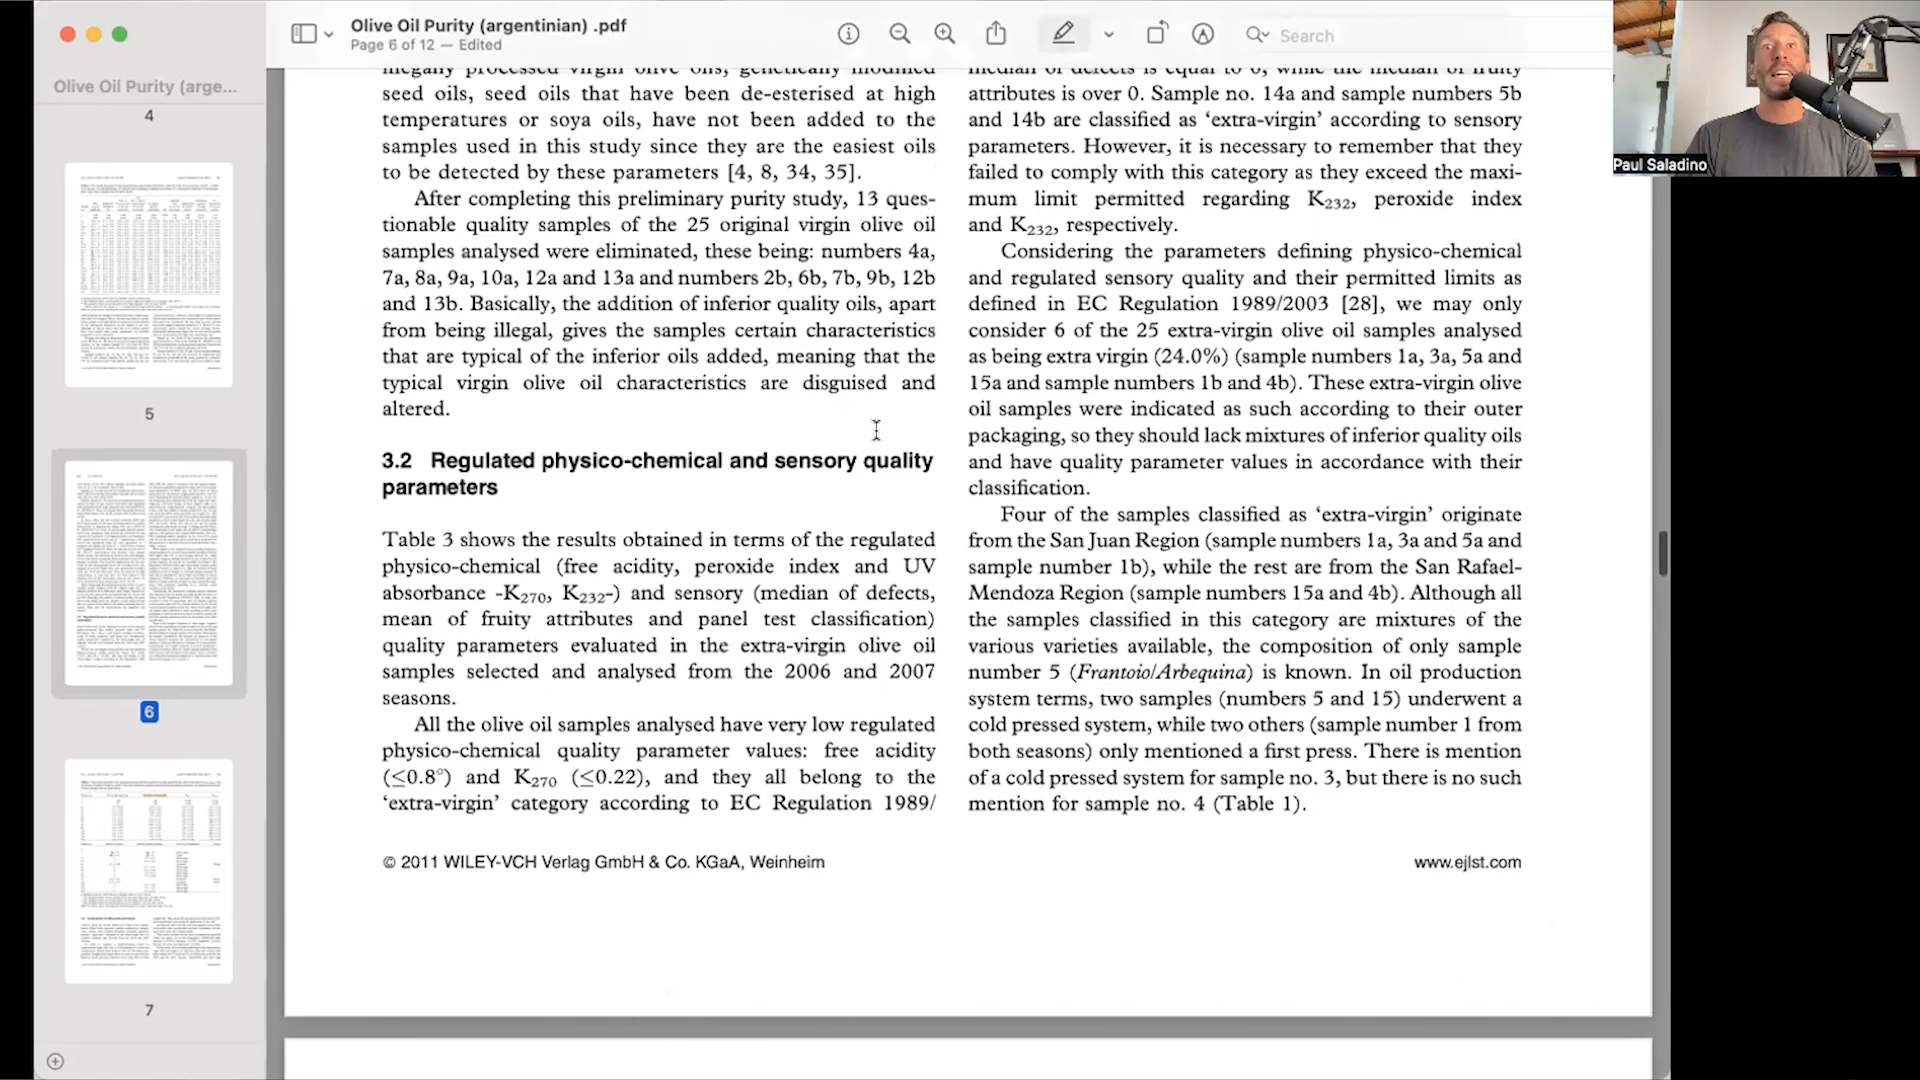 Olive Oil Purity (argentinian) .pdf
Page 6 of 12 — Edited
Search
Olive Oil Purity (arge...
4
5
6
7
Paul Saladino
illegally processed virgin olive oils, genetically modified
seed oils, seed oils that have been de-esterised at high
temperatures or soya oils, have not been added to the
samples used in this study since they are the easiest oils
to be detected by these parameters [4, 8, 34, 35].
After completing this preliminary purity study, 13 ques-
tionable quality samples of the 25 original virgin olive oil
samples analysed were eliminated, these being: numbers 4a,
7a, 8a, 9a, 10a, 12a and 13a and numbers 2b, 6b, 7b, 9b, 12b
and 13b. Basically, the addition of inferior quality oils, apart
from being illegal, gives the samples certain characteristics
that are typical of the inferior oils added, meaning that the
typical virgin olive oil characteristics are disguised and
altered.
3.2 Regulated physico-chemical and sensory quality
parameters
Table 3 shows the results obtained in terms of the regulated
physico-chemical (free acidity, peroxide index and UV
absorbance -K270, K232-) and sensory (median of defects,
mean of fruity attributes and panel test classification)
quality parameters evaluated in the extra-virgin olive oil
samples selected and analysed from the 2006 and 2007
seasons.
All the olive oil samples analysed have very low regulated
physico-chemical quality parameter values: free acidity
(≤0.8°) and K270 (≤0.22), and they all belong to the
‘extra-virgin’ category according to EC Regulation 1989/
median of defects is equal to 0, while the median of fruity
attributes is over 0. Sample no. 14a and sample numbers 5b
and 14b are classified as ‘extra-virgin’ according to sensory
parameters. However, it is necessary to remember that they
failed to comply with this category as they exceed the maxi-
mum limit permitted regarding K232, peroxide index
and K232, respectively.
Considering the parameters defining physico-chemical
and regulated sensory quality and their permitted limits as
defined in EC Regulation 1989/2003 [28], we may only
consider 6 of the 25 extra-virgin olive oil samples analysed
as being extra virgin (24.0%) (sample numbers 1a, 3a, 5a and
15a and sample numbers 1b and 4b). These extra-virgin olive
oil samples were indicated as such according to their outer
packaging, so they should lack mixtures of inferior quality oils
and have quality parameter values in accordance with their
classification.
Four of the samples classified as ‘extra-virgin’ originate
from the San Juan Region (sample numbers 1a, 3a and 5a and
sample number 1b), while the rest are from the San Rafael-
Mendoza Region (sample numbers 15a and 4b). Although all
the samples classified in this category are mixtures of the
various varieties available, the composition of only sample
number 5 (Frantoio/Arbequina) is known. In oil production
system terms, two samples (numbers 5 and 15) underwent a
cold pressed system, while two others (sample number 1 from
both seasons) only mentioned a first press. There is mention
of a cold pressed system for sample no. 3, but there is no such
mention for sample no. 4 (Table 1).
© 2011 WILEY-VCH Verlag GmbH & Co. KGaA, Weinheim
www.ejlst.com